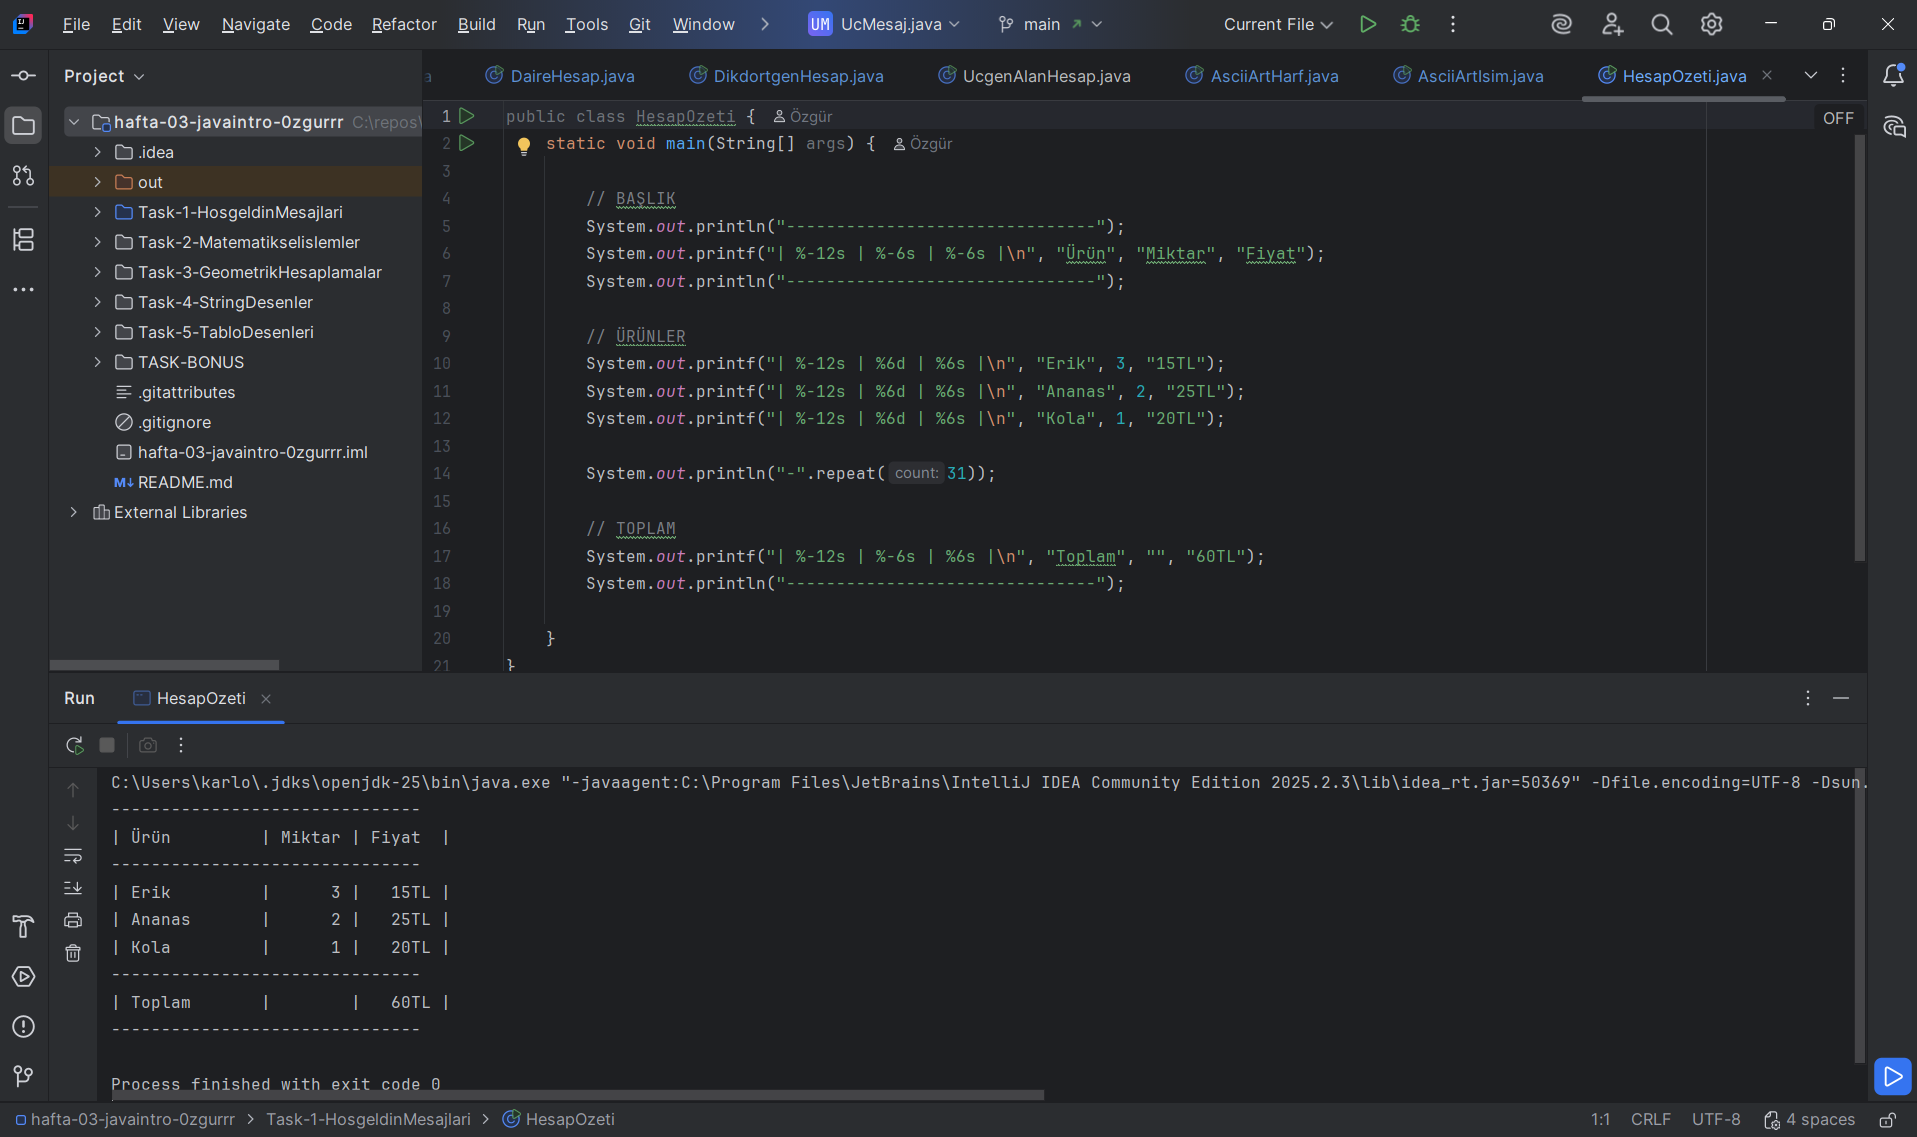 File Edit View Navigate Code Refactor Build Run Tools Git Window UM UcMesaj.java main Current File
Project
DaireHesap.java DikdortgenHesap.java UcgenAlanHesap.java AsciiArtHarf.java AsciiArtIsim.java HesapOzeti.java
OFF
hafta-03-javaintro-0zgurrr C:\repos\
.idea
out
Task-1-HosgeldinMesajlari
Task-2-Matematikselislemler
Task-3-GeometrikHesaplamalar
Task-4-StringDesenler
Task-5-TabloDesenleri
TASK-BONUS
.gitattributes
.gitignore
hafta-03-javaintro-0zgurrr.iml
README.md
External Libraries
1 public class HesapOzeti { Özgür
2 static void main(String[] args) { Özgür
3
4 // BAŞLIK
5 System.out.println("-------------------------------");
6 System.out.printf("| %-12s | %-6s | %-6s |\n", "Ürün", "Miktar", "Fiyat");
7 System.out.println("-------------------------------");
8
9 // ÜRÜNLER
10 System.out.printf("| %-12s | %6d | %6s |\n", "Erik", 3, "15TL");
11 System.out.printf("| %-12s | %6d | %6s |\n", "Ananas", 2, "25TL");
12 System.out.printf("| %-12s | %6d | %6s |\n", "Kola", 1, "20TL");
13
14 System.out.println("-".repeat( count: 31));
15
16 // TOPLAM
17 System.out.printf("| %-12s | %-6s | %6s |\n", "Toplam", "", "60TL");
18 System.out.println("-------------------------------");
19
20 }
21 }
Run HesapOzeti
C:\Users\karlo\.jdks\openjdk-25\bin\java.exe "-javaagent:C:\Program Files\JetBrains\IntelliJ IDEA Community Edition 2025.2.3\lib\idea_rt.jar=50369" -Dfile.encoding=UTF-8 -Dsun.
-------------------------------
| Ürün         | Miktar | Fiyat  |
-------------------------------
| Erik         |      3 |   15TL |
| Ananas       |      2 |   25TL |
| Kola         |      1 |   20TL |
-------------------------------
| Toplam       |        |   60TL |
-------------------------------
Process finished with exit code 0
hafta-03-javaintro-0zgurrr > Task-1-HosgeldinMesajlari > HesapOzeti 1:1 CRLF UTF-8 4 spaces